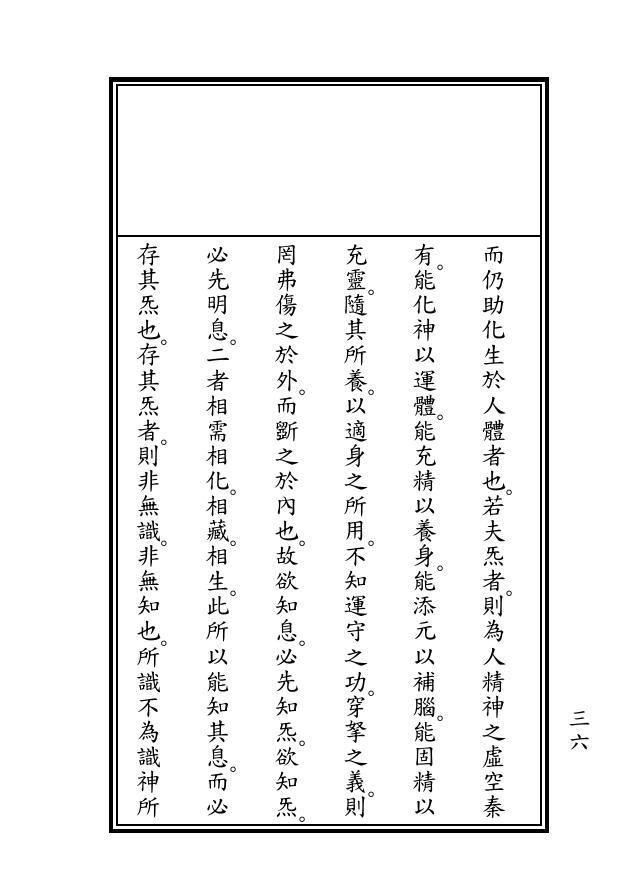 而仍助化生於人體者也。若夫炁者。則為人精神之虛空秦
有。能化神以運體。能充精以養身。能添元以補腦。能固精以
充靈。隨其所養。以適身之所用。不知運守之功。穿拏之義。則
罔弗傷之於外。而斵之於內也。故欲知息。必先知炁。欲知炁。
必先明息。二者相需相化。相藏。相生。此所以能知其息。而必
存其炁也。存其炁者。則非無識。非無知也。所識不為識神所
三六